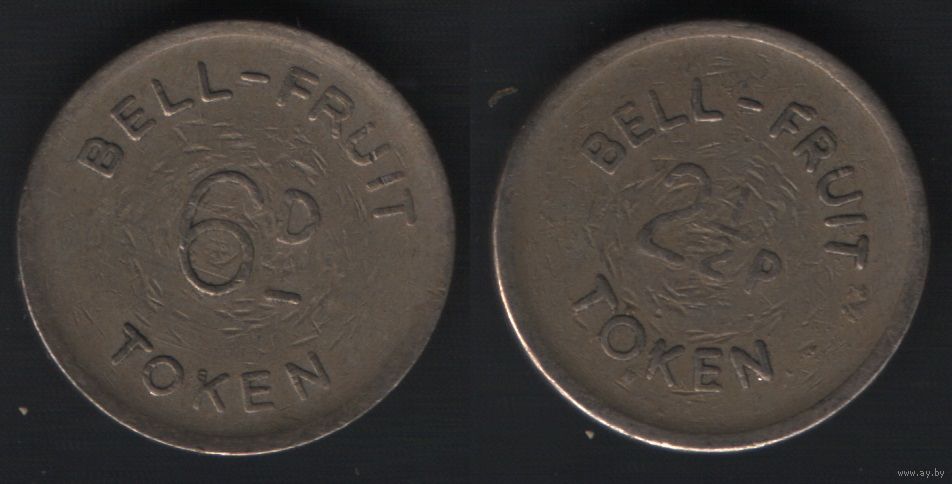 BELL-FRUIT
6D
TOKEN
BELL-FRUIT
2½P
TOKEN
www.ay.by